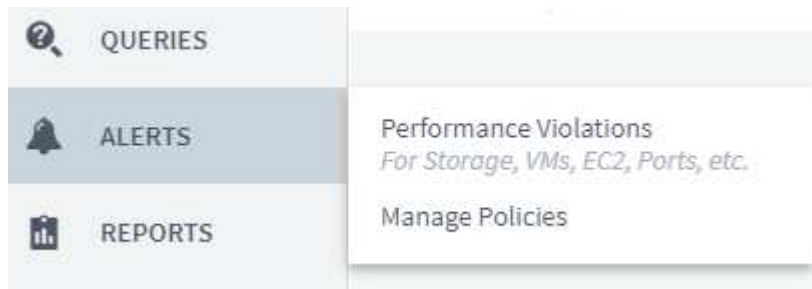 QUERIES
ALERTS
Performance Violations
For Storage, VMs, EC2, Ports, etc.
Manage Policies
REPORTS